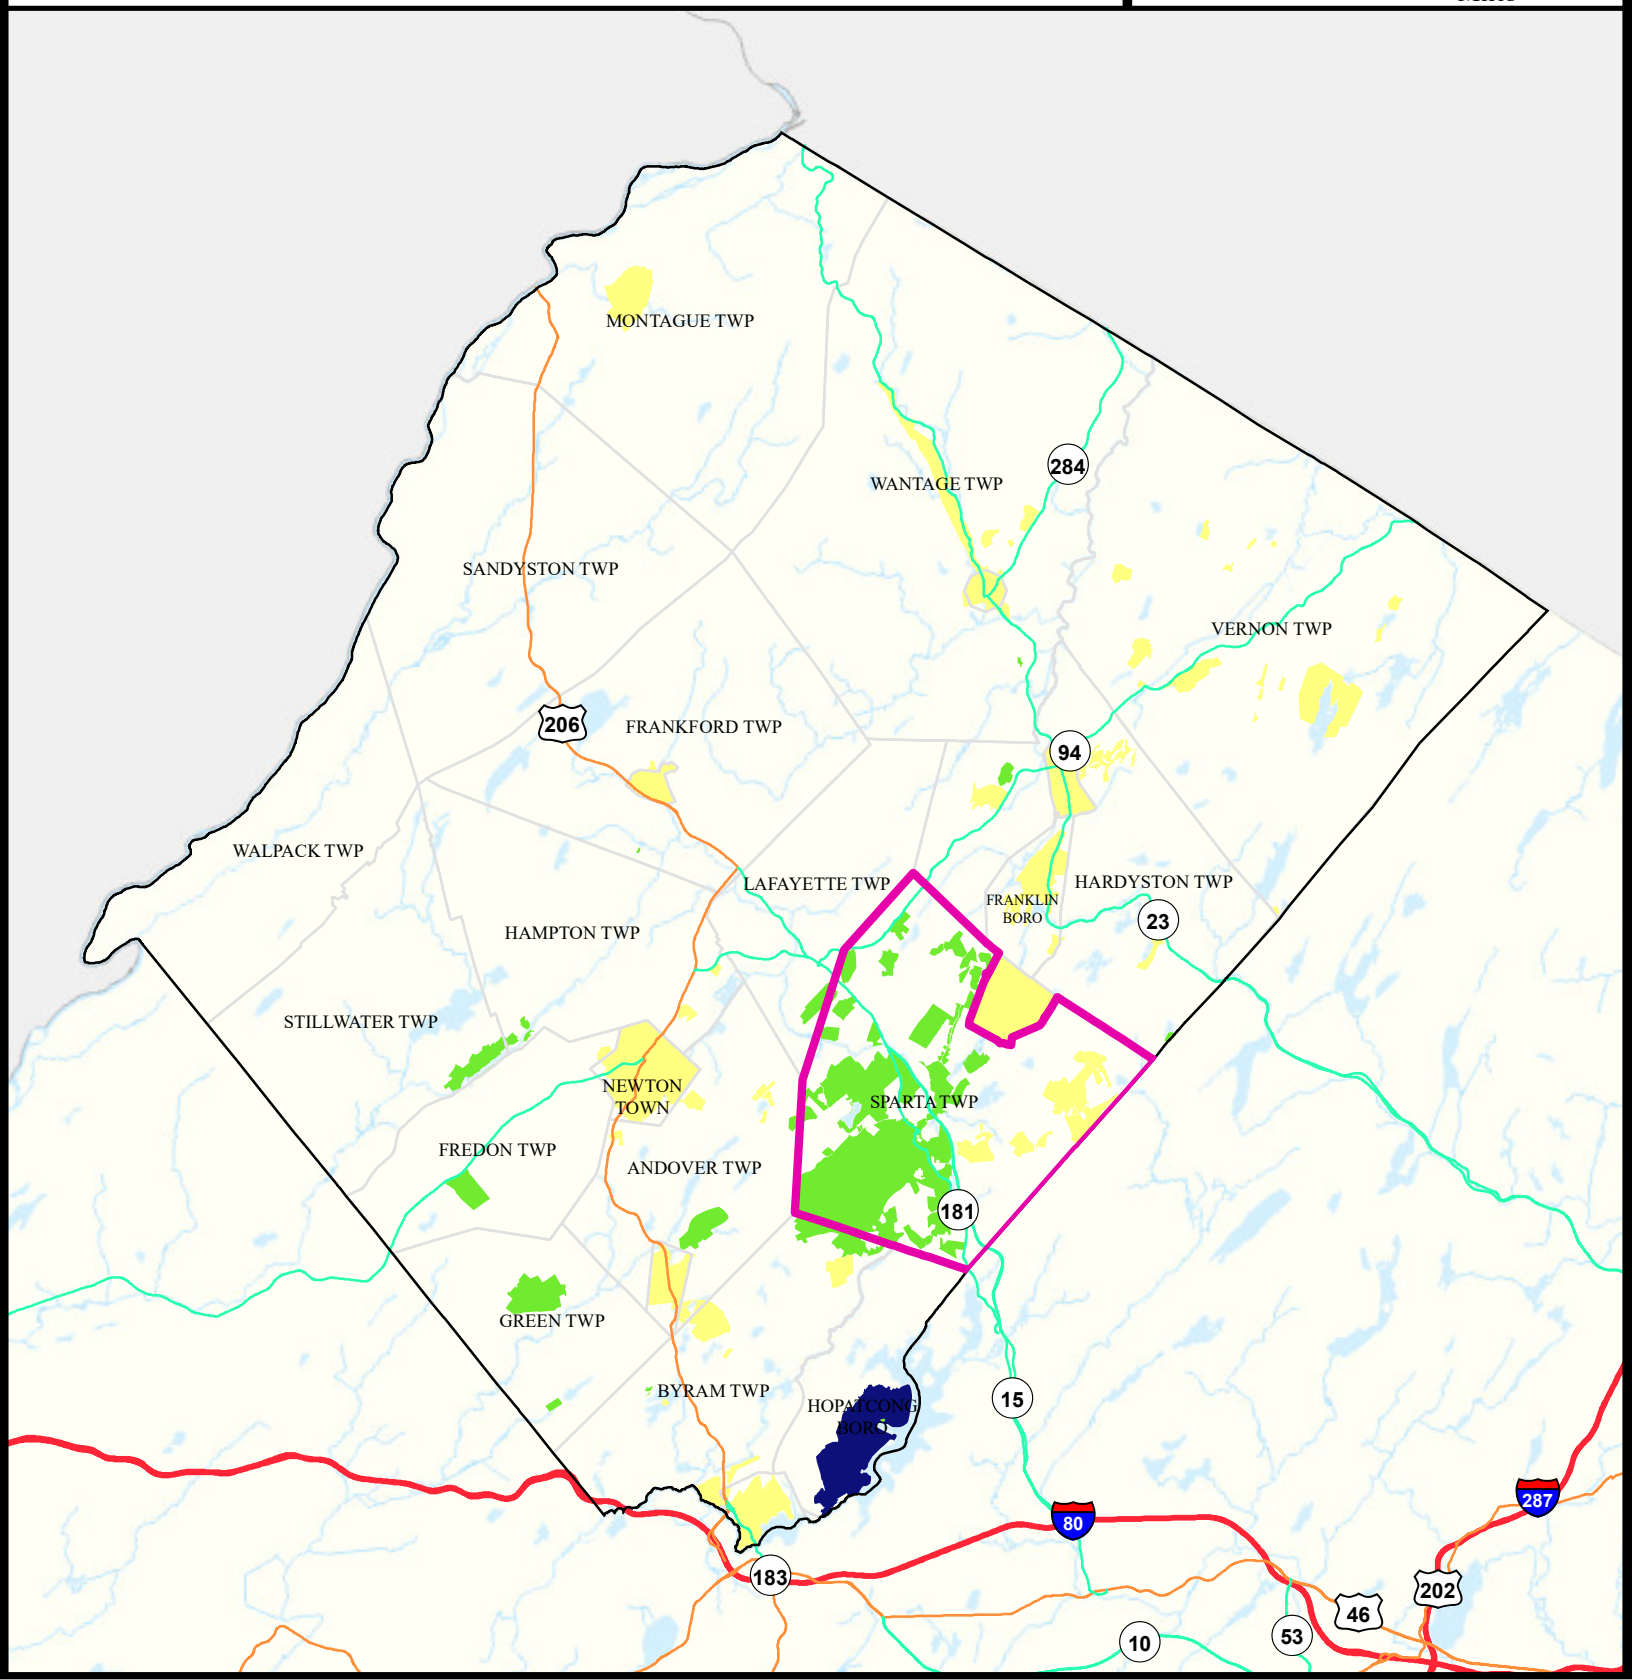 MONTAGUE TWP
284
WANTAGE TWP
SANDYSTON TWP
VERNON TWP
206
FRANKFORD TWP
94
WALPACK TWP
LAFAYETTE TWP
HARDYSTON TWP
FRANKLIN
BORO
23
HAMPTON TWP
STILLWATER TWP
NEWTON
TOWN
SPARTA TWP
FREDON TWP
ANDOVER TWP
181
GREEN TWP
BYRAM TWP
HOPATCONG
BORO
15
287
80
183
202
46
10
53